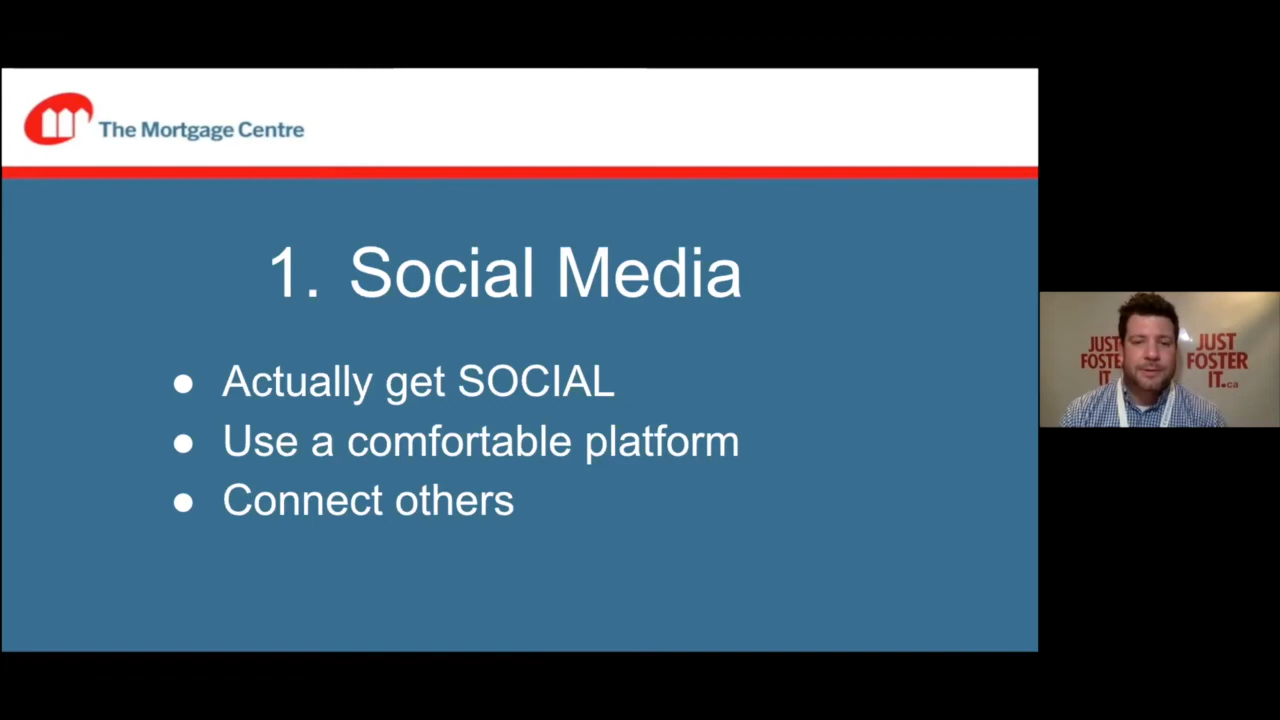 The Mortgage Centre
1. Social Media
● Actually get SOCIAL
● Use a comfortable platform
● Connect others
JUST
FOSTER
IT
JUST
FOSTER
IT.ca